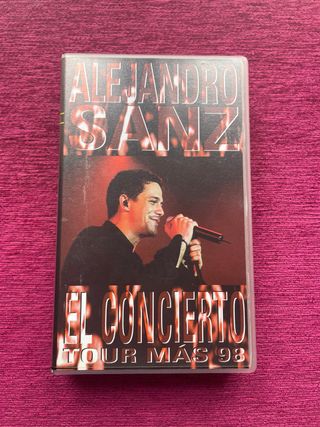 ALEJANDRO
SANZ
EL CONCIERTO
TOUR MÁS 98